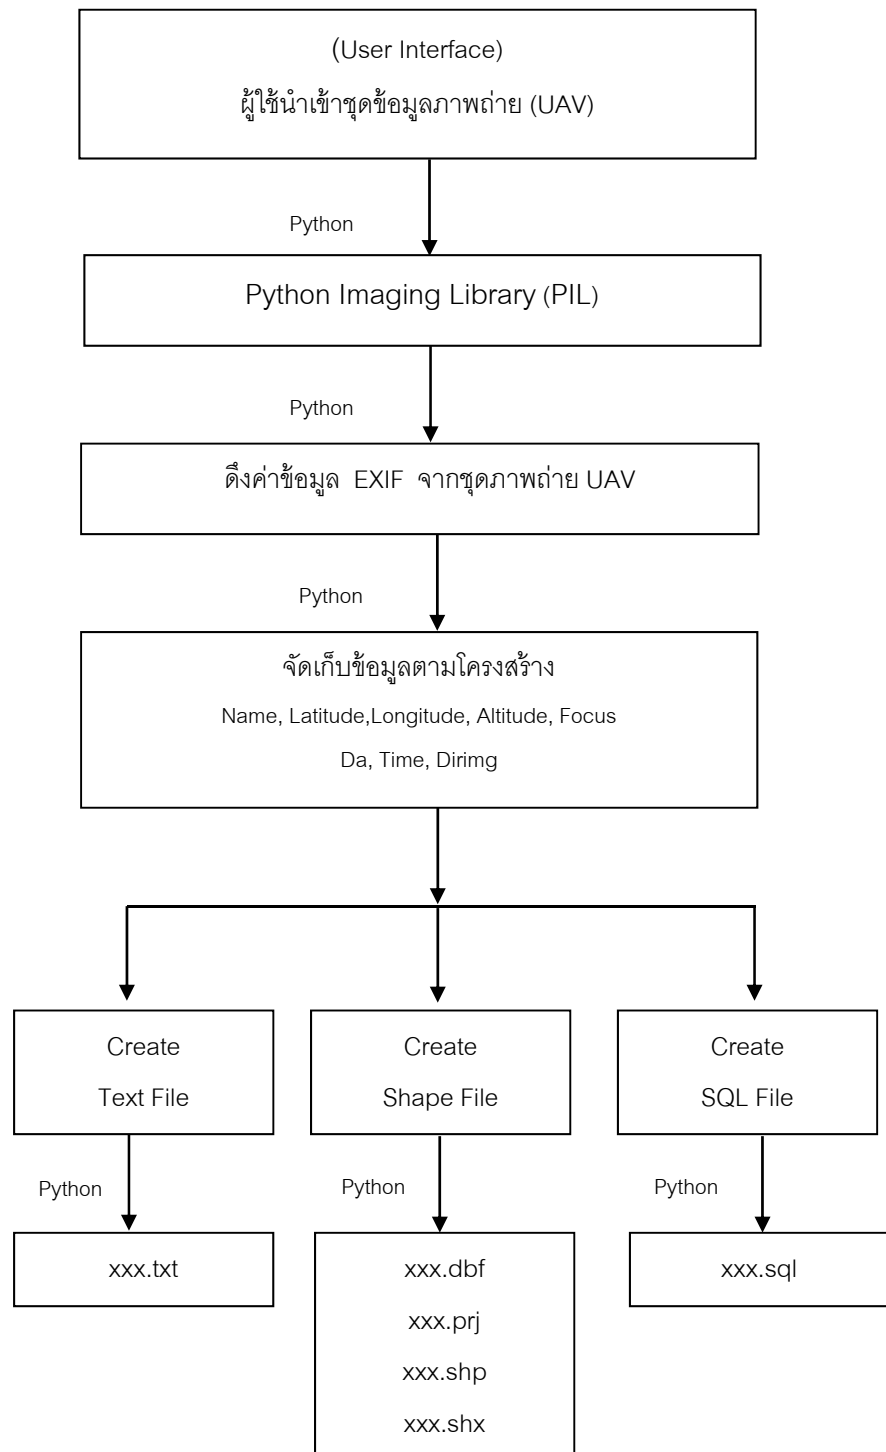 (User Interface)
ผู้ใช้นำเข้าชุดข้อมูลภาพถ่าย (UAV)
Python
Python Imaging Library (PIL)
Python
ดึงค่าข้อมูล EXIF จากชุดภาพถ่าย UAV
Python
จัดเก็บข้อมูลตามโครงสร้าง
Name, Latitude,Longitude, Altitude, Focus
Da, Time, Dirimg
Create
Text File
Create
Shape File
Create
SQL File
Python
Python
Python
xxx.txt
xxx.dbf
xxx.prj
xxx.shp
xxx.shx
xxx.sql